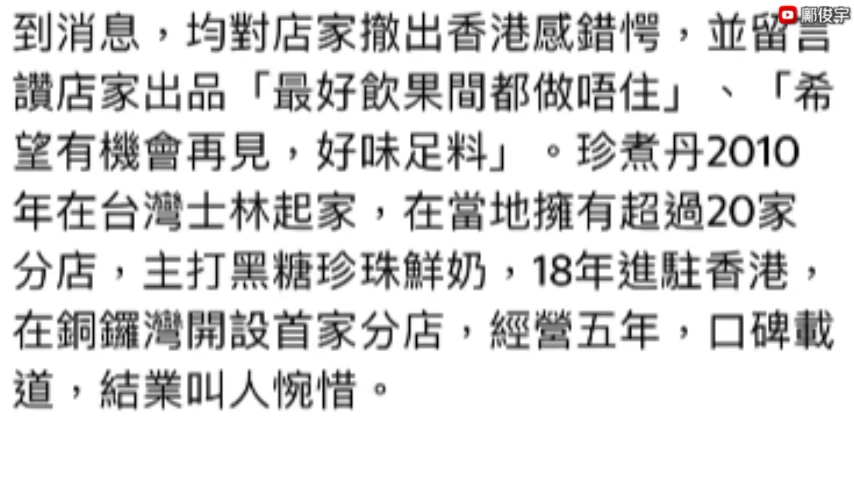 鄺俊宇
到消息，均對店家撤出香港感錯愕，並留言
讚店家出品「最好飲果間都做唔住」、「希
望有機會再見，好味足料」。珍煮丹2010
年在台灣士林起家，在當地擁有超過20家
分店，主打黑糖珍珠鮮奶，18年進駐香港，
在銅鑼灣開設首家分店，經營五年，口碑載
道，結業叫人惋惜。